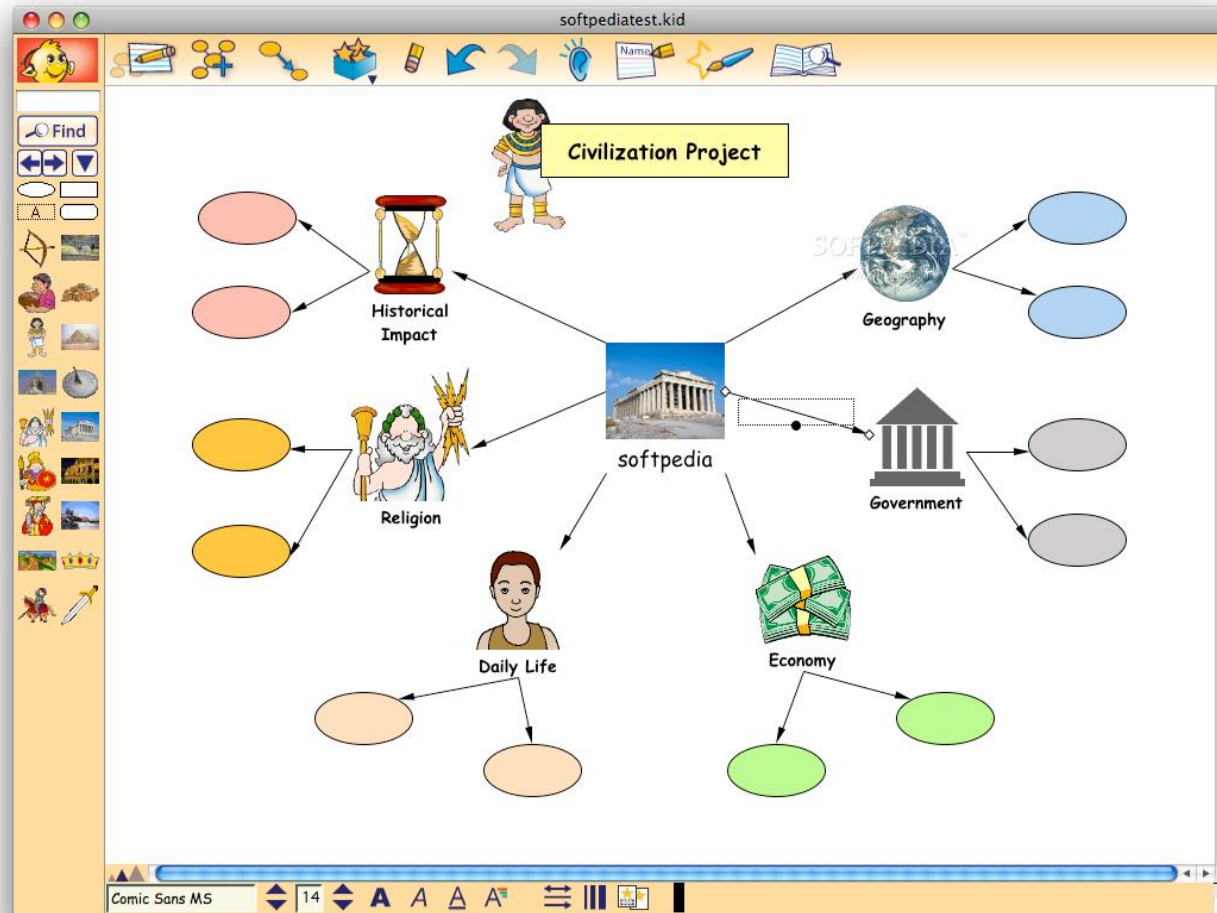 softpediatest.kid
Name
Find
A
Civilization Project
SOFTPEDIA
Historical
Impact
Geography
softpedia
Religion
Government
Daily Life
Economy
Comic Sans MS
14
A A A A